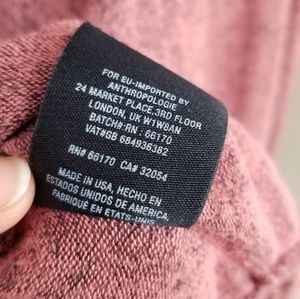 FOR EU-IMPORTED BY
ANTHROPOLOGIE
24 MARKET PLACE, 3RD FLOOR
LONDON, UK W1W8AN
BATCH#-RN: 66170
VAT#GB 684936382
RN# 66170 CA# 32054
MADE IN USA, HECHO EN
ESTADOS UNIDOS DE AMERICA,
FABRIQUÉ EN ETATS-UNIS